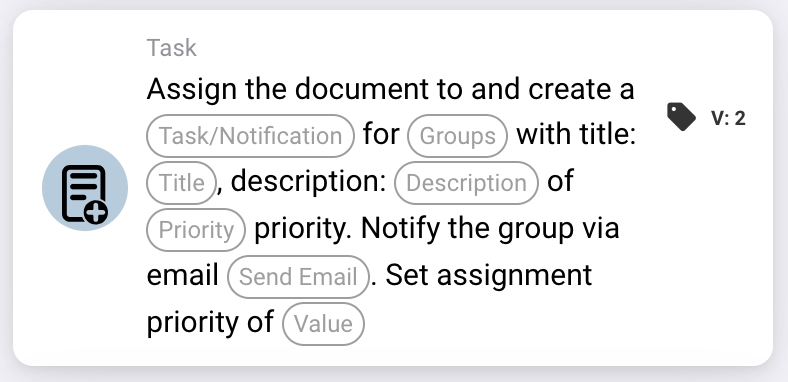 Task
Assign the document to and create a
Task/Notification for Groups with title:
Title, description: Description of
Priority priority. Notify the group via
email Send Email. Set assignment
priority of Value
V: 2